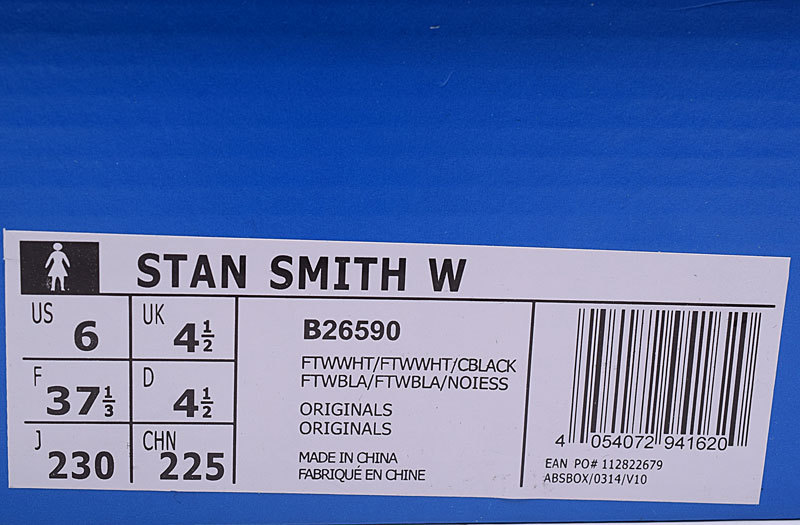 STAN SMITH W
US 6 UK 4 1/2
F 37 1/3 D 4 1/2
J 230 CHN 225
B26590
FTWWHT/FTWWHT/CBLACK
FTWBLA/FTWBLA/NOIESS
ORIGINALS
ORIGINALS
MADE IN CHINA
FABRIQUÉ EN CHINE
4 054072 941620
EAN PO# 112822679
ABSBOX/0314/V10